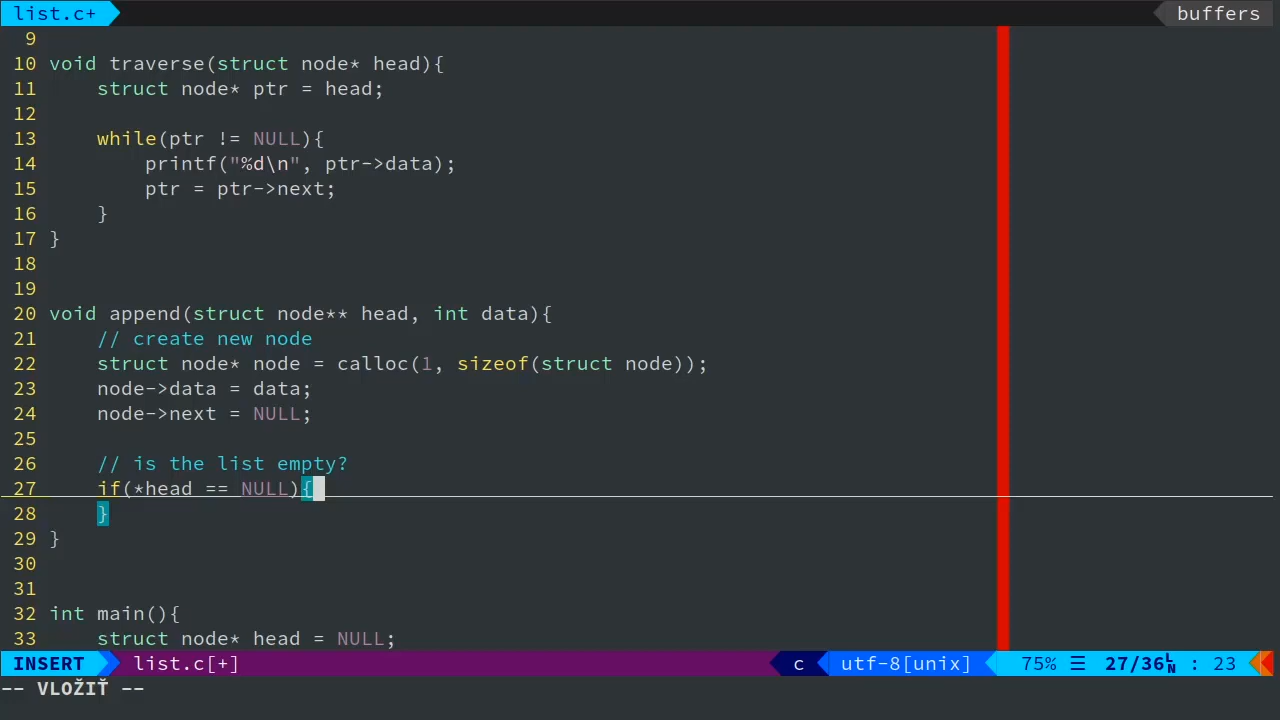 list.c+ buffers
9
10 void traverse(struct node* head){
11     struct node* ptr = head;
12
13     while(ptr != NULL){
14         printf("%d\n", ptr->data);
15         ptr = ptr->next;
16     }
17 }
18
19
20 void append(struct node** head, int data){
21     // create new node
22     struct node* node = calloc(1, sizeof(struct node));
23     node->data = data;
24     node->next = NULL;
25
26     // is the list empty?
27     if(*head == NULL){
28     }
29 }
30
31
32 int main(){
33     struct node* head = NULL;
INSERT list.c[+] c utf-8[unix] 75% ☰ 27/36␤ : 23
-- VLOŽIŤ --